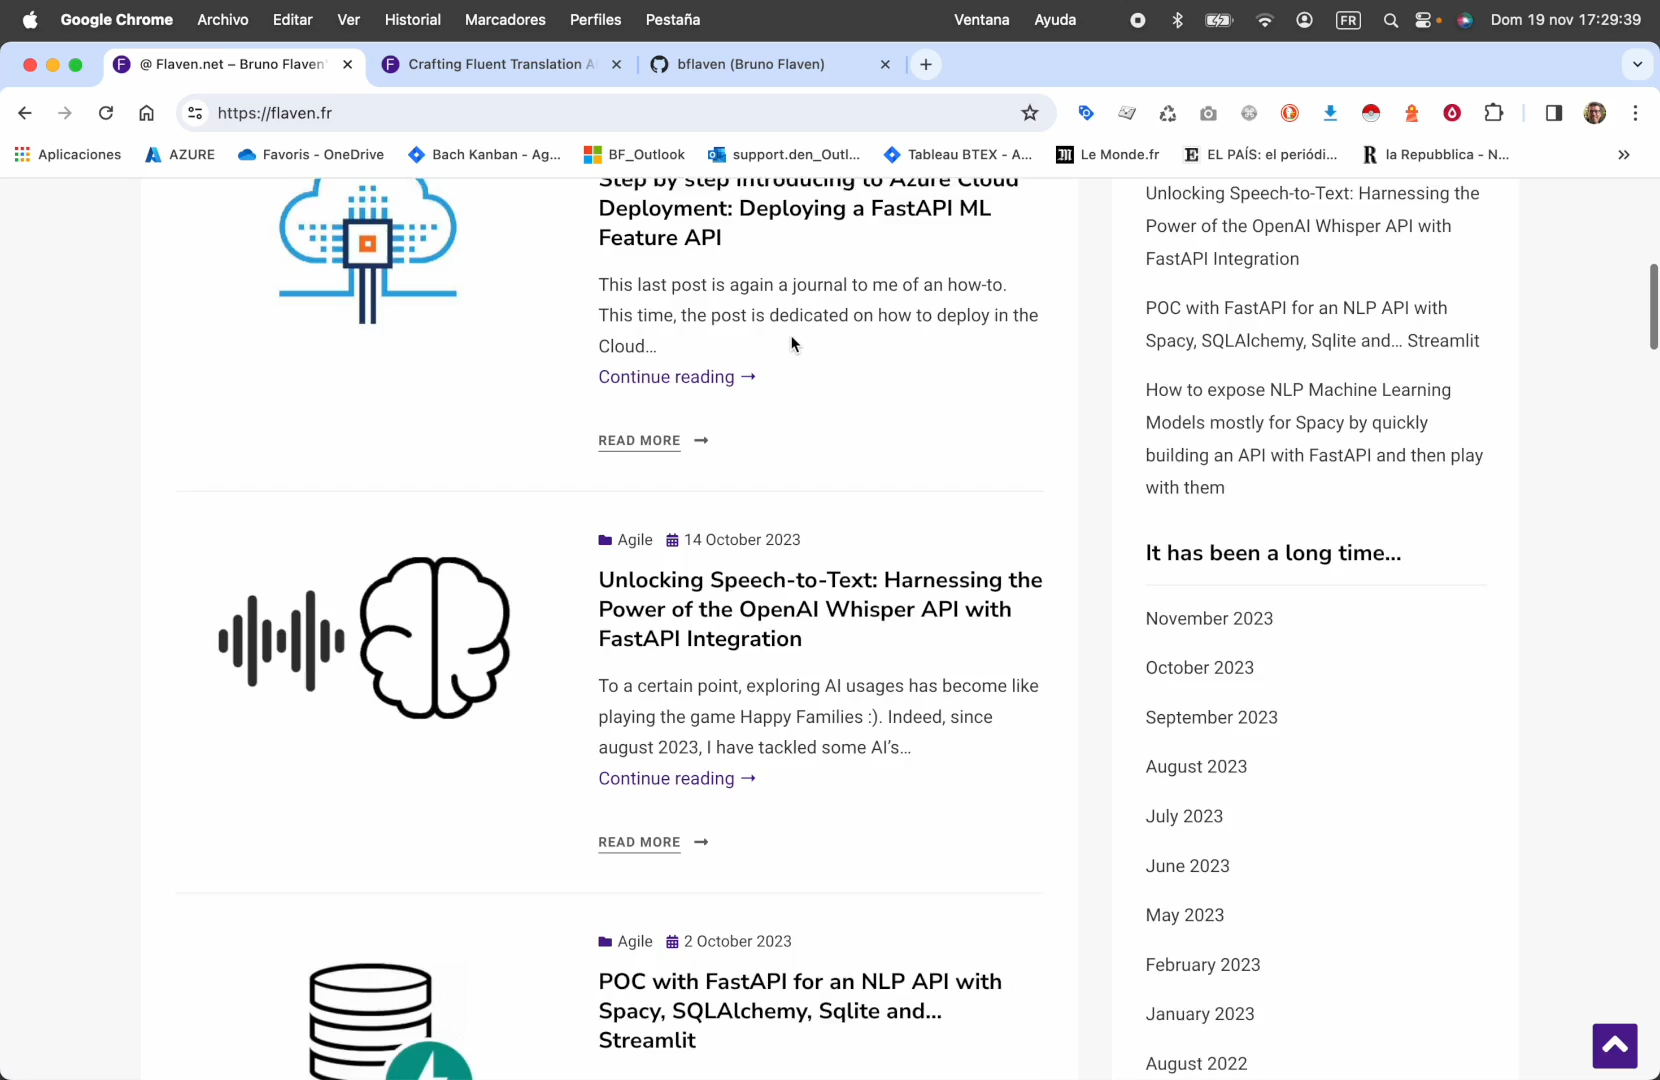 Google Chrome Archivo Editar Ver Historial Marcadores Perfiles Pestaña Ventana Ayuda FR Dom 19 nov 17:29:39
@ Flaven.net – Bruno Flaven' Crafting Fluent Translation A bflaven (Bruno Flaven)
https://flaven.fr
Aplicaciones AZURE Favoris - OneDrive Bach Kanban - Ag... BF_Outlook support.den_Outl... Tableau BTEX - A... Le Monde.fr EL PAÍS: el periódi... la Repubblica - N...
Step by step introducing to Azure Cloud
Deployment: Deploying a FastAPI ML
Feature API
This last post is again a journal to me of an how-to.
This time, the post is dedicated on how to deploy in the
Cloud...
Continue reading →
READ MORE →
Agile 14 October 2023
Unlocking Speech-to-Text: Harnessing the
Power of the OpenAI Whisper API with
FastAPI Integration
To a certain point, exploring AI usages has become like
playing the game Happy Families :). Indeed, since
august 2023, I have tackled some AI's...
Continue reading →
READ MORE →
Agile 2 October 2023
POC with FastAPI for an NLP API with
Spacy, SQLAlchemy, Sqlite and...
Streamlit
Unlocking Speech-to-Text: Harnessing the
Power of the OpenAI Whisper API with
FastAPI Integration
POC with FastAPI for an NLP API with
Spacy, SQLAlchemy, Sqlite and... Streamlit
How to expose NLP Machine Learning
Models mostly for Spacy by quickly
building an API with FastAPI and then play
with them
It has been a long time...
November 2023
October 2023
September 2023
August 2023
July 2023
June 2023
May 2023
February 2023
January 2023
August 2022